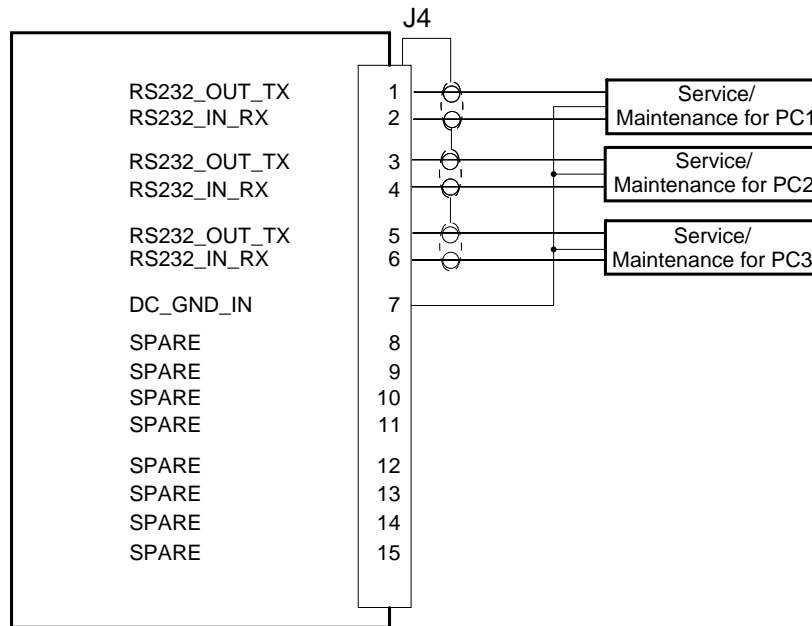 J4
RS232_OUT_TX 1 Service/
RS232_IN_RX 2 Maintenance for PC1
RS232_OUT_TX 3 Service/
RS232_IN_RX 4 Maintenance for PC2
RS232_OUT_TX 5 Service/
RS232_IN_RX 6 Maintenance for PC3
DC_GND_IN 7
SPARE 8
SPARE 9
SPARE 10
SPARE 11
SPARE 12
SPARE 13
SPARE 14
SPARE 15